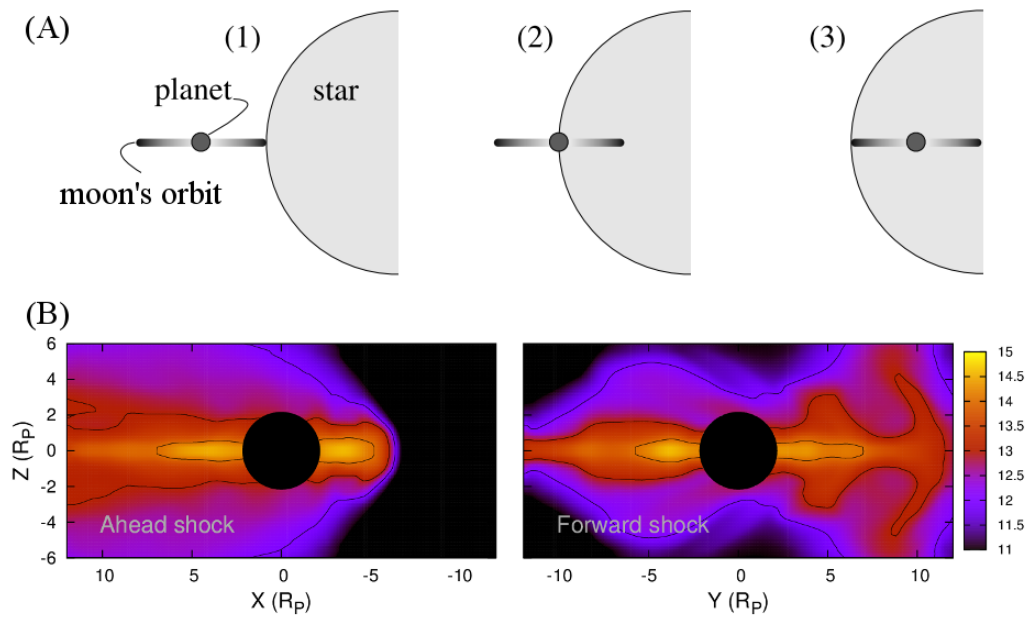 (A)
(1)
(2)
(3)
planet
star
moon's orbit
(B)
6
4
2
0
-2
-4
-6
Z (R_P)
Ahead shock
10
5
0
-5
-10
X (R_P)
Forward shock
-10
-5
0
5
10
Y (R_P)
15
14.5
14
13.5
13
12.5
12
11.5
11